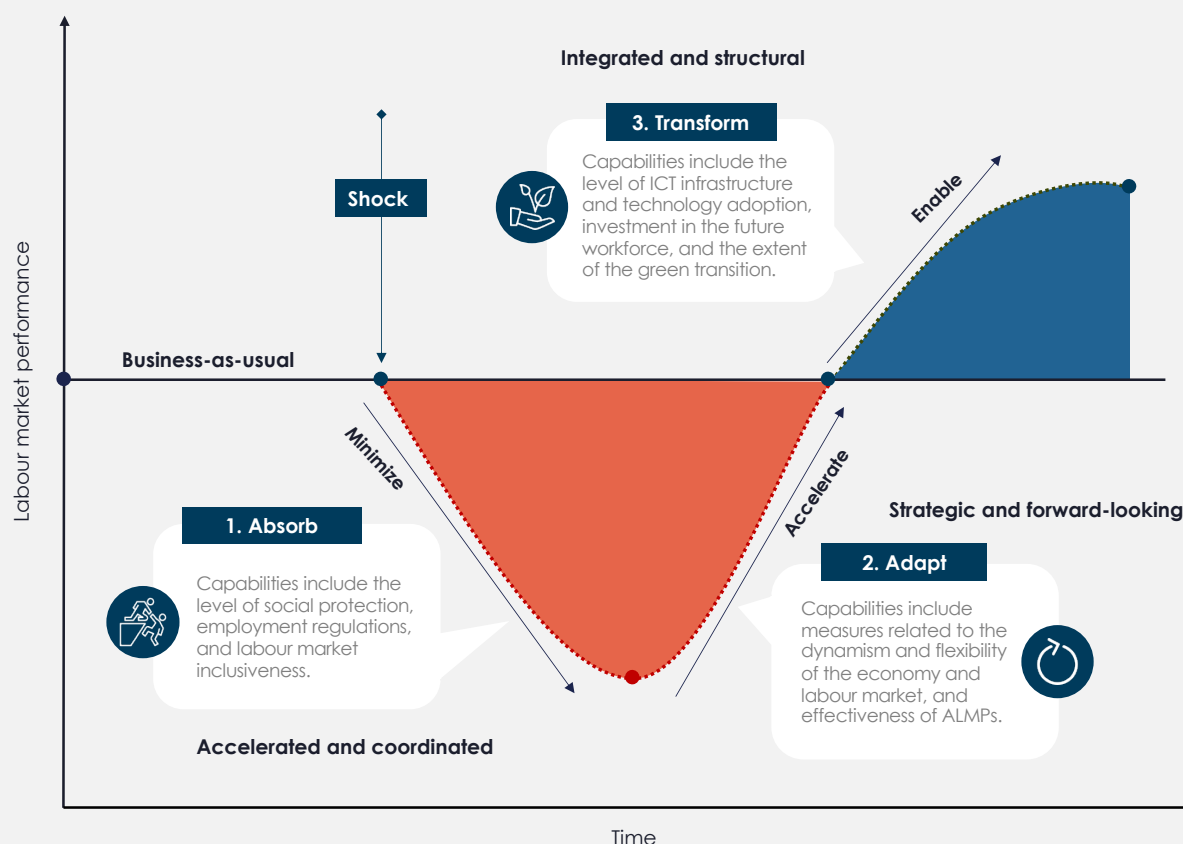 Integrated and structural
3. Transform
Capabilities include the
level of ICT infrastructure
and technology adoption,
investment in the future
workforce, and the extent
of the green transition.
Shock
Enable
Labour market performance
Business-as-usual
Minimize
Accelerate
Strategic and forward-looking
1. Absorb
Capabilities include the
level of social protection,
employment regulations,
and labour market
inclusiveness.
2. Adapt
Capabilities include
measures related to the
dynamism and flexibility
of the economy and
labour market, and
effectiveness of ALMPs.
Accelerated and coordinated
Time